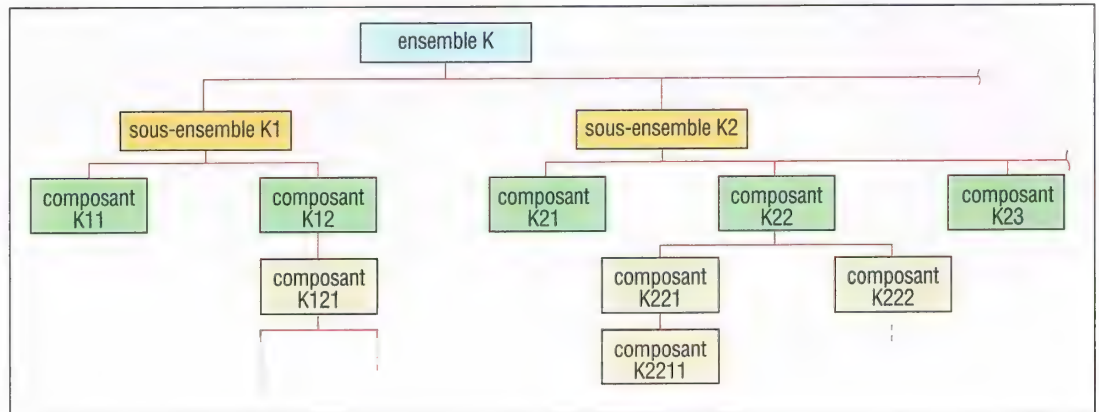 ensemble K
sous-ensemble K1
sous-ensemble K2
composant
K11
composant
K12
composant
K21
composant
K22
composant
K23
composant
K121
composant
K221
composant
K222
composant
K2211